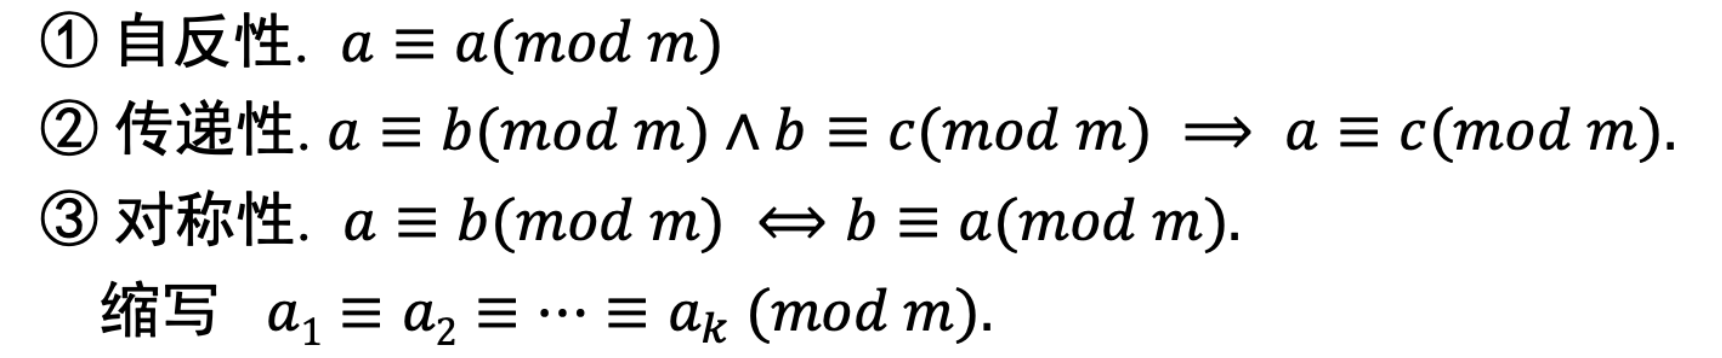 ① 自反性. a ≡ a(mod m)
② 传递性. a ≡ b(mod m) ∧ b ≡ c(mod m) ⟹ a ≡ c(mod m).
③ 对称性. a ≡ b(mod m) ⟺ b ≡ a(mod m).
缩写 a₁ ≡ a₂ ≡ ⋯ ≡ aₖ (mod m).